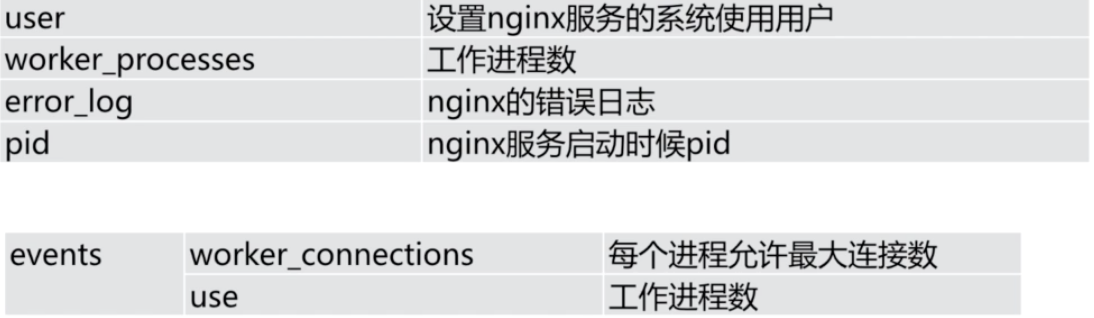 user 设置nginx服务的系统使用用户
worker_processes 工作进程数
error_log nginx的错误日志
pid nginx服务启动时候pid
events worker_connections 每个进程允许最大连接数
use 工作进程数